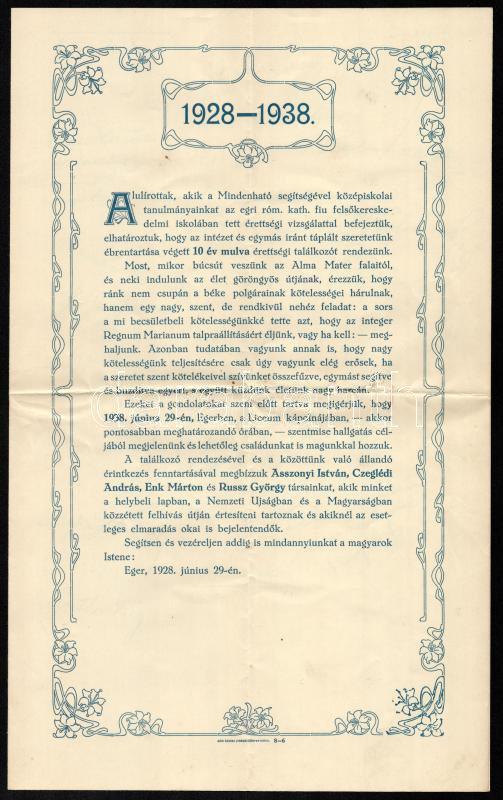 1928—1938.
Alulírottak, akik a Mindenható segítségével középiskolai
tanulmányainkat az egri róm. kath. fiu felsőkereske-
delmi iskolában tett érettségi vizsgálattal befejeztük,
elhatároztuk, hogy az intézet és egymás iránt táplált szeretetünk
ébrentartása végett 10 év mulva érettségi találkozót rendezünk.
Most, mikor búcsút veszünk az Alma Mater falaitól,
és neki indulunk az élet göröngyös útjának, érezzük, hogy
ránk nem csupán a béke polgárainak kötelességei hárulnak,
hanem egy nagy, szent, de rendkivül nehéz feladat: a sors
a mi becsületbeli kötelességünkké tette azt, hogy az integer
Regnum Marianum talpraállításáért éljünk, vagy ha kell: — meg-
haljunk. Azonban tudatában vagyunk annak is, hogy nagy
kötelességünk teljesítésére csak úgy vagyunk elég erősek, ha
a szeretet szent kötelékeivel szívünket összefűzve, egymást segítve
és buzdítva együtt, s együtt küzdünk, életünk nagy harcán.
Ezeket a gondolatokat szem előtt tartva megígérjük, hogy
1938. június 29-én, Egerben, a Liceum kápolnájában, — akkor
pontosabban meghatározandó órában, — szentmise hallgatás cél-
jából megjelenünk és lehetőleg családunkat is magunkkal hozzuk.
A találkozó rendezésével és a közöttünk való állandó
érintkezés fenntartásával megbízzuk Asszonyi István, Czeglédi
András, Enk Márton és Russz György társainkat, akik minket
a helybeli lapban, a Nemzeti Ujságban és a Magyarságban
közzétett felhívás útján értesíteni tartoznak és akiknél az eset-
leges elmaradás okai is bejelentendők.
Segítsen és vezéreljen addig is mindannyiunkat a magyarok
Istene:
Eger, 1928. június 29-én.
8—6